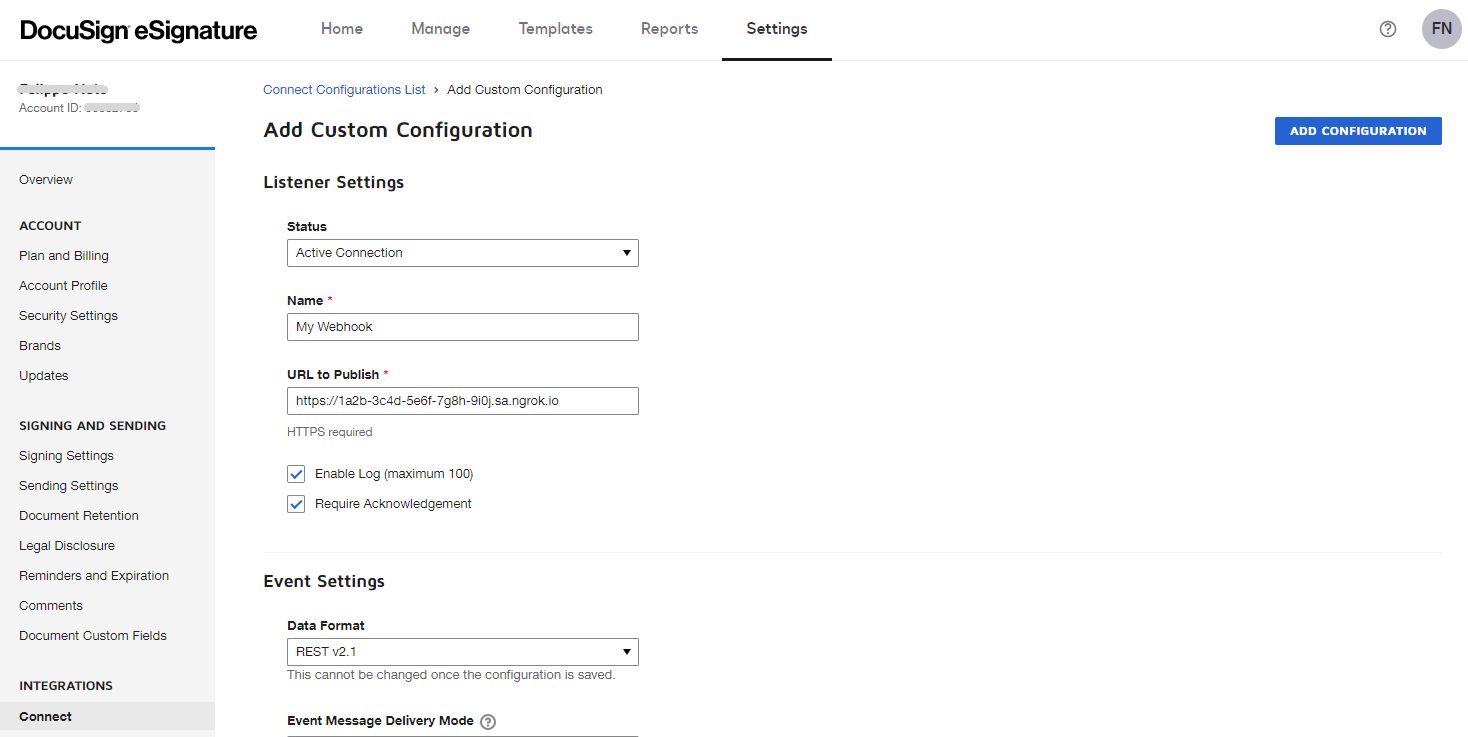 DocuSign eSignature
Home
Manage
Templates
Reports
Settings
FN
Account ID:
Overview
ACCOUNT
Plan and Billing
Account Profile
Security Settings
Brands
Updates
SIGNING AND SENDING
Signing Settings
Sending Settings
Document Retention
Legal Disclosure
Reminders and Expiration
Comments
Document Custom Fields
INTEGRATIONS
Connect
Connect Configurations List › Add Custom Configuration
Add Custom Configuration
ADD CONFIGURATION
Listener Settings
Status
Active Connection
Name *
My Webhook
URL to Publish *
https://1a2b-3c4d-5e6f-7g8h-9i0j.sa.ngrok.io
HTTPS required
Enable Log (maximum 100)
Require Acknowledgement
Event Settings
Data Format
REST v2.1
This cannot be changed once the configuration is saved.
Event Message Delivery Mode ?